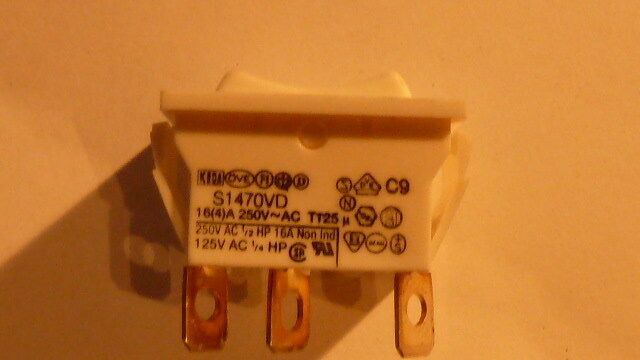 C9
S1470VD
16(4)A 250V~AC T125 µ
250V AC ½ HP 16A Non Ind
125V AC ¼ HP